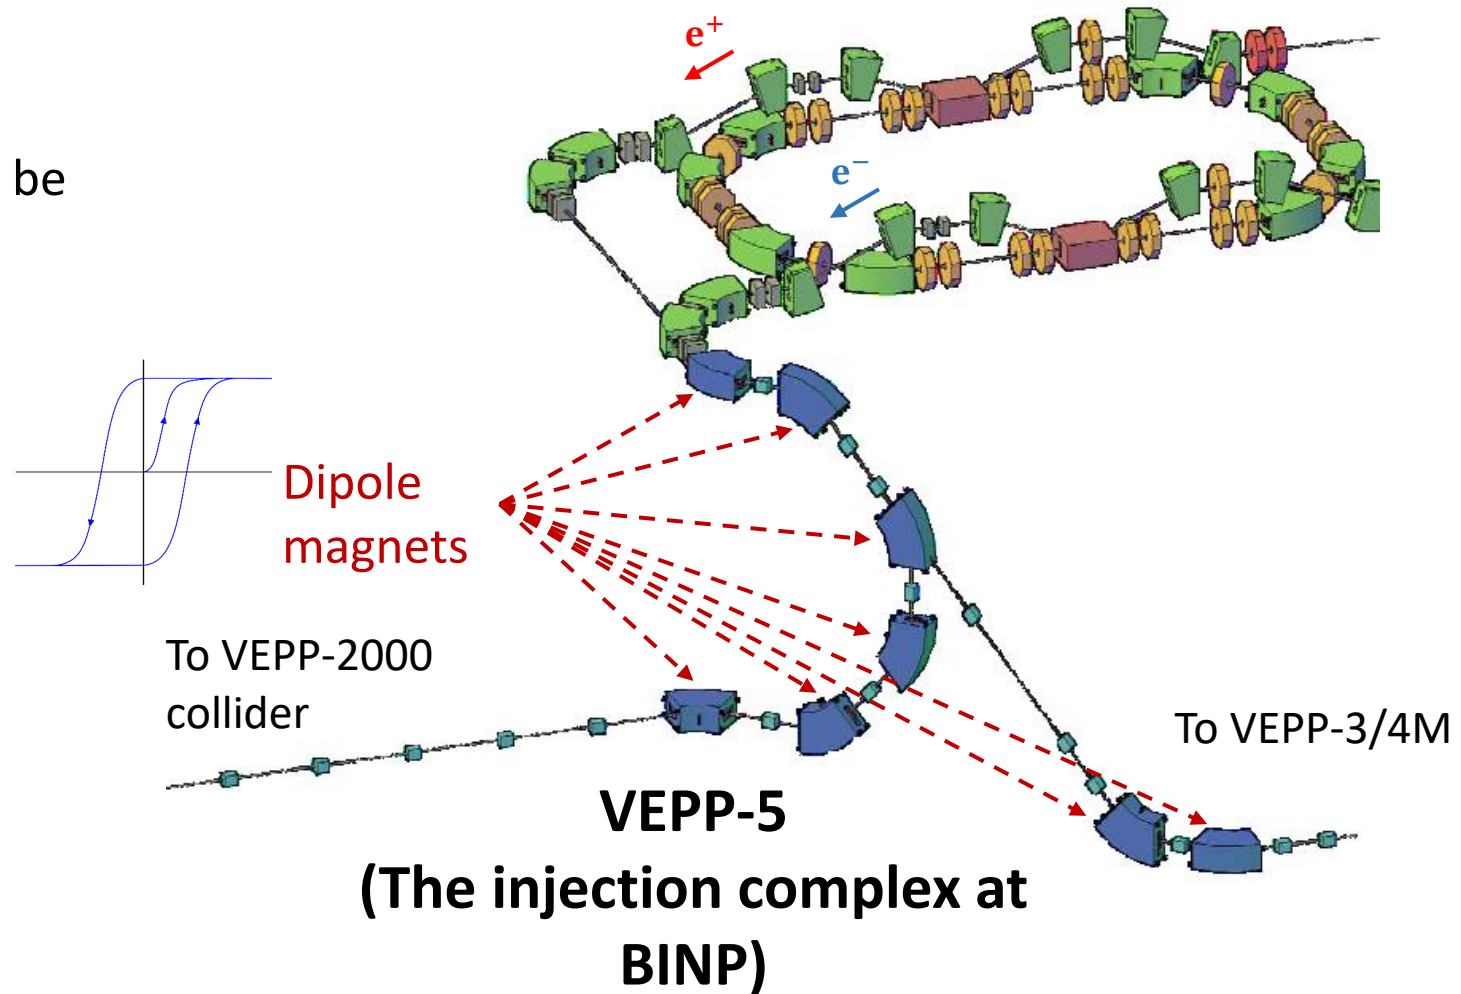 e⁺
be
e⁻
Dipole
magnets
To VEPP-2000
collider
To VEPP-3/4M
VEPP-5
(The injection complex at
BINP)